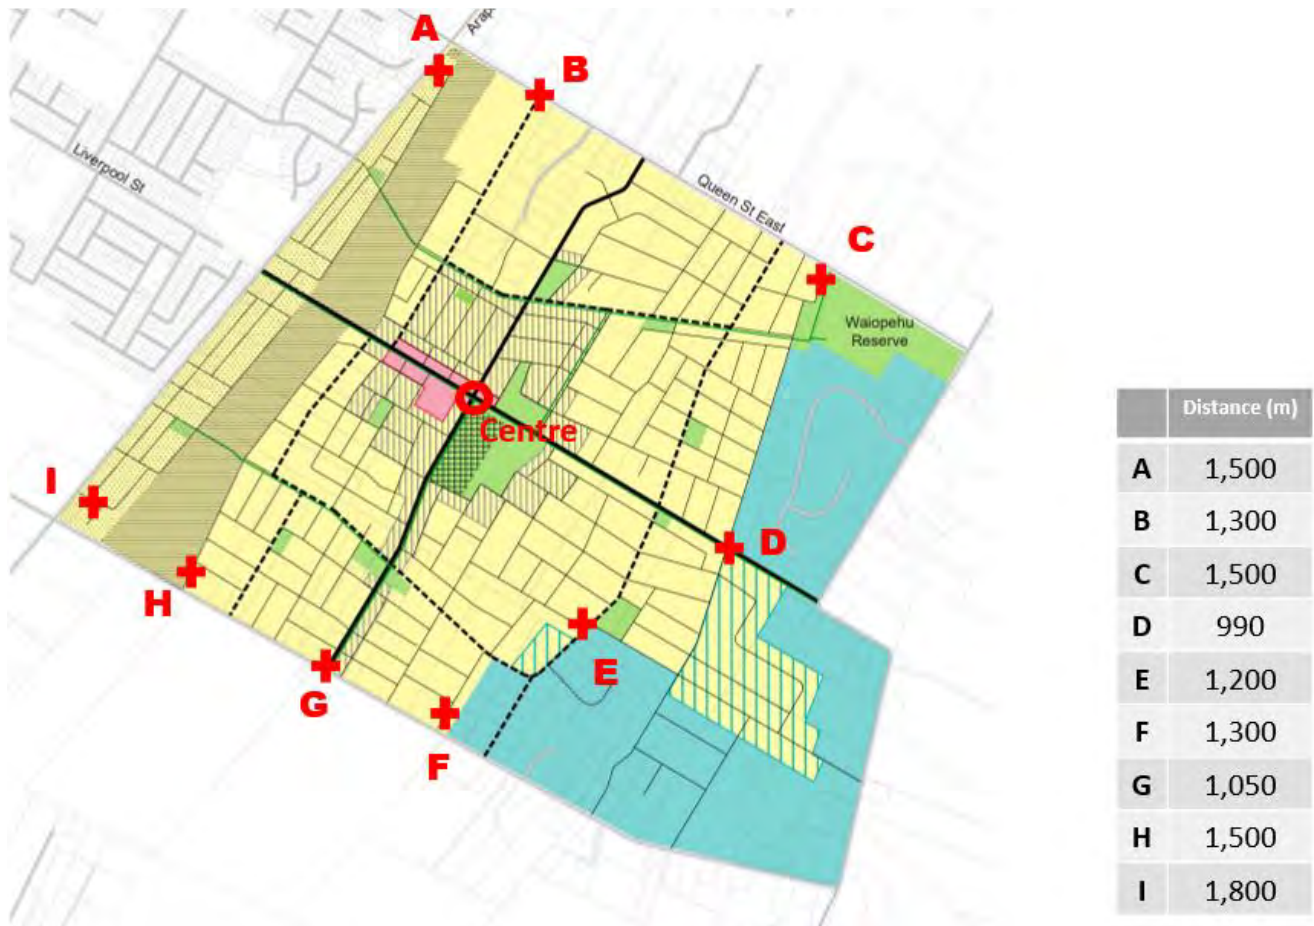 A
Arap
B
Liverpool St
Queen St East
C
Waiopehu
Reserve
Centre
I
D
H
E
G
F
Distance (m)
A 1,500
B 1,300
C 1,500
D 990
E 1,200
F 1,300
G 1,050
H 1,500
I 1,800